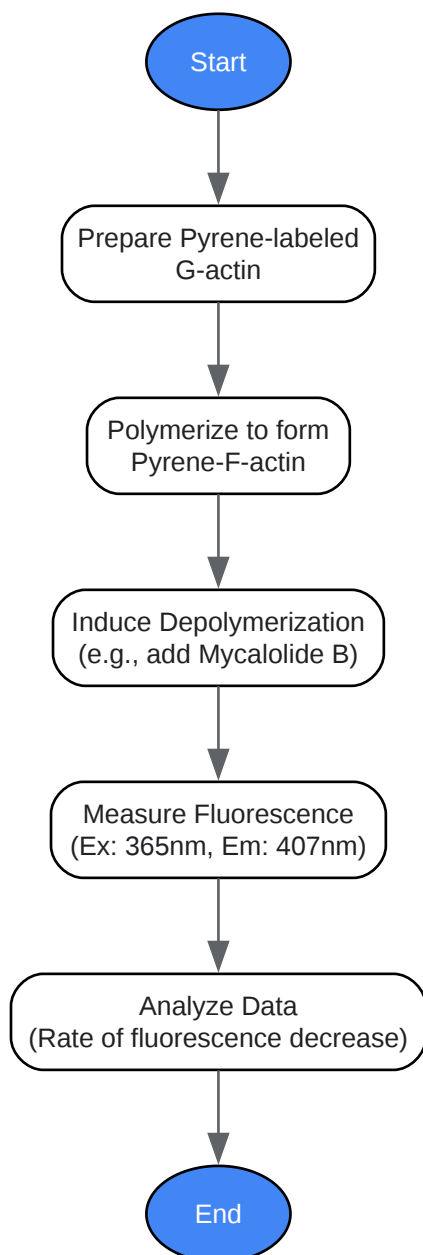 Start
Prepare Pyrene-labeled
G-actin
Polymerize to form
Pyrene-F-actin
Induce Depolymerization
(e.g., add Mycalolide B)
Measure Fluorescence
(Ex: 365nm, Em: 407nm)
Analyze Data
(Rate of fluorescence decrease)
End